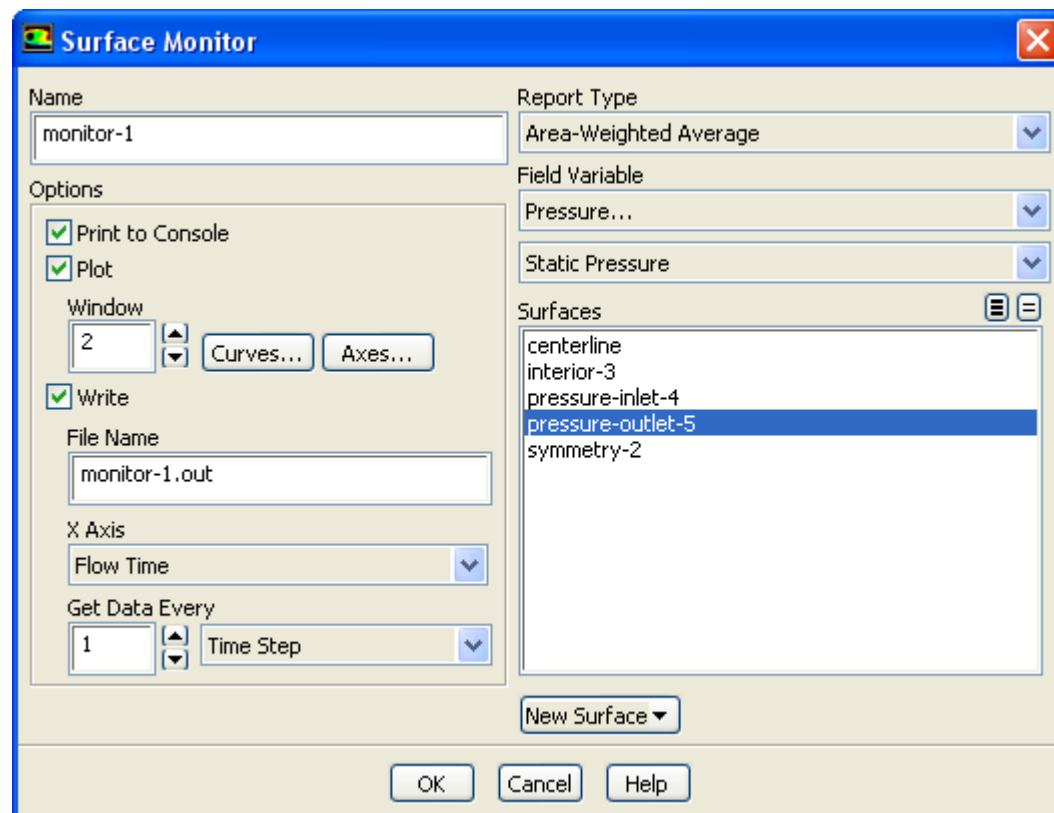 Surface Monitor
Name
monitor-1
Options
Print to Console
Plot
Window
2
Curves...
Axes...
Write
File Name
monitor-1.out
X Axis
Flow Time
Get Data Every
1
Time Step
Report Type
Area-Weighted Average
Field Variable
Pressure...
Static Pressure
Surfaces
centerline
interior-3
pressure-inlet-4
pressure-outlet-5
symmetry-2
New Surface
OK
Cancel
Help